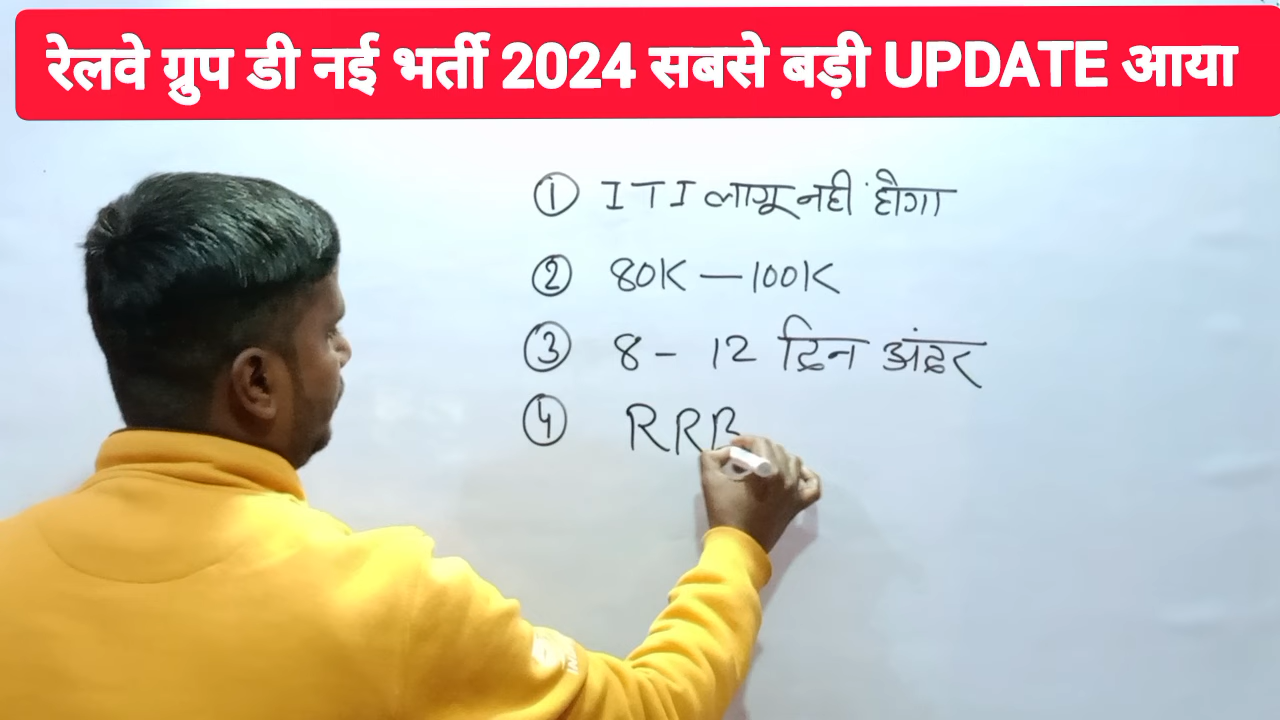 रेलवे ग्रुप डी नई भर्ती 2024 सबसे बड़ी UPDATE आया
① ITI लागू नही होगा
② 80K — 100K
③ 8 - 12 दिन अंदर
④ RRB